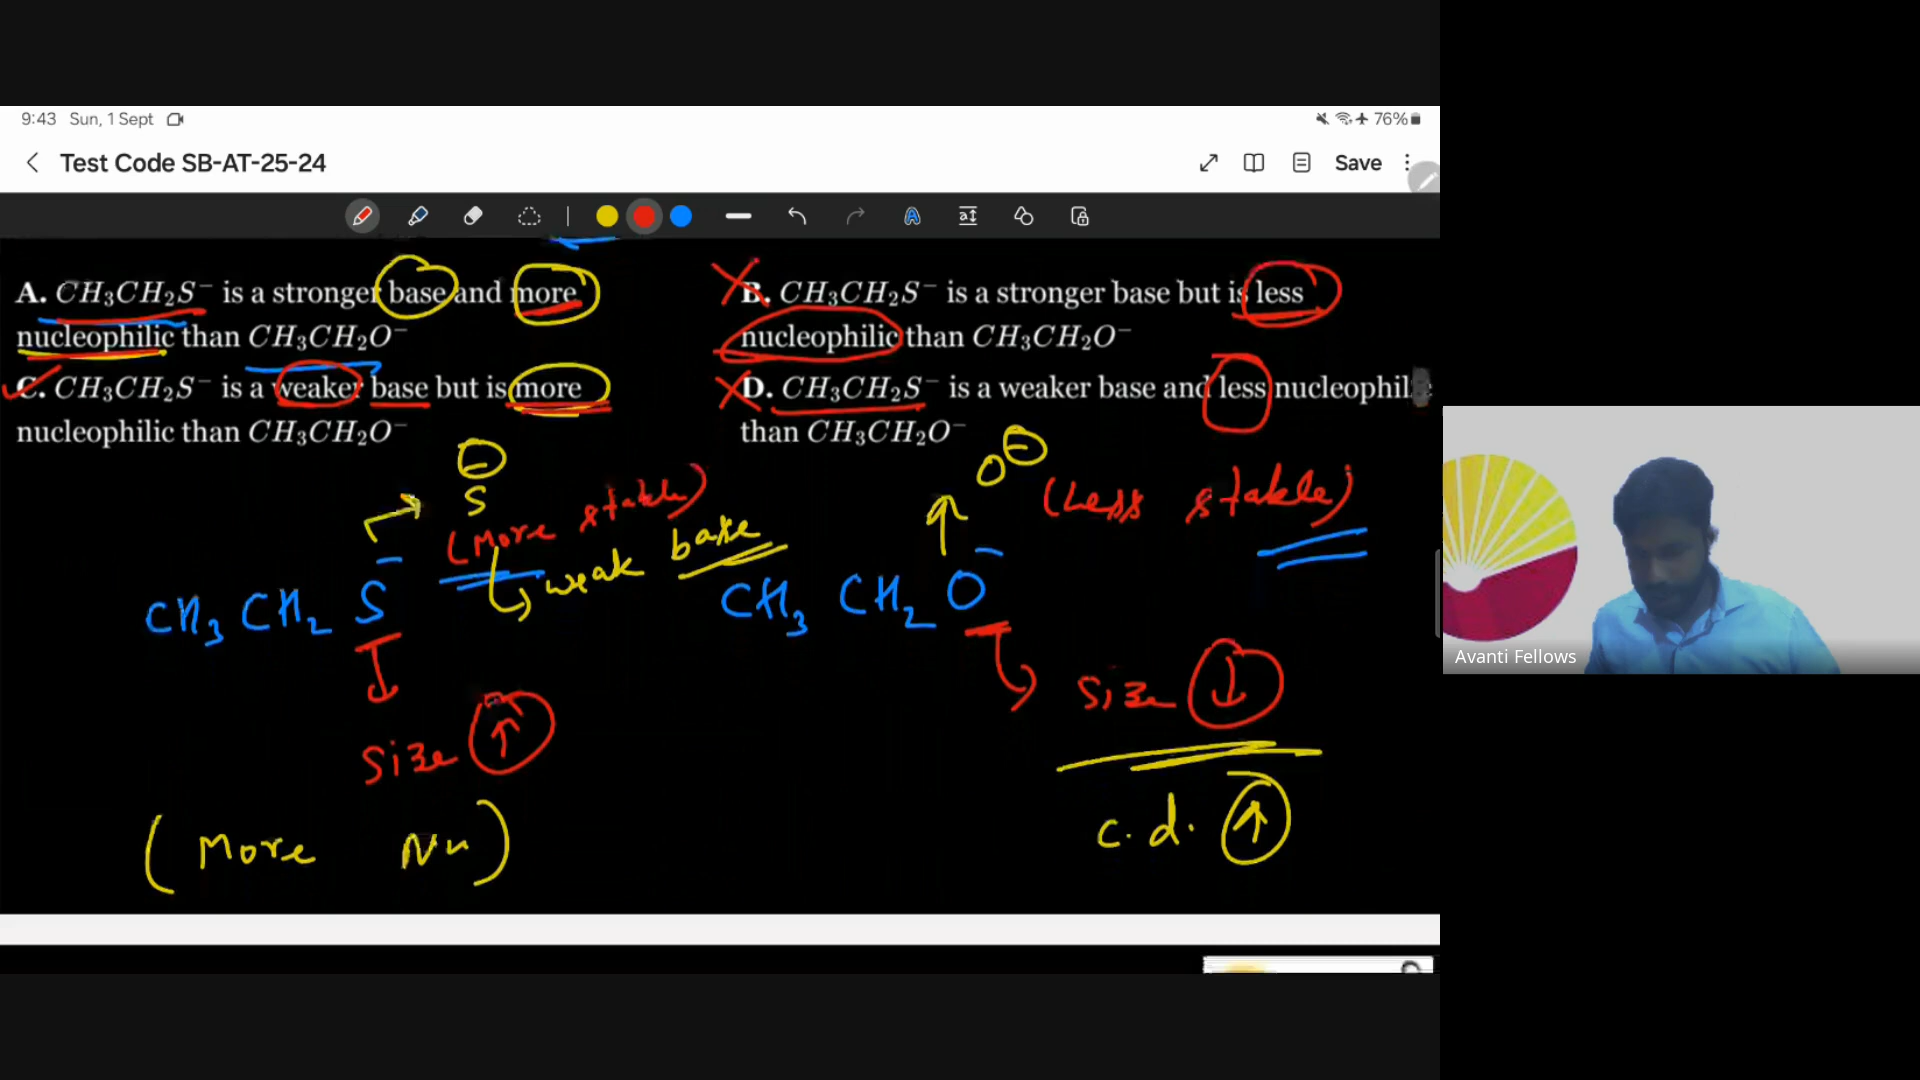 9:43 Sun, 1 Sept
76%
Test Code SB-AT-25-24
Save
A. CH₃CH₂S⁻ is a stronger base and more
nucleophilic than CH₃CH₂O⁻
B. CH₃CH₂S⁻ is a stronger base but is less
nucleophilic than CH₃CH₂O⁻
C. CH₃CH₂S⁻ is a weaker base but is more
nucleophilic than CH₃CH₂O⁻
D. CH₃CH₂S⁻ is a weaker base and less nucleophilic
than CH₃CH₂O⁻
⊖
S
(More stable)
weak base
CH₃ CH₂ S⁻
Size ↑
(More Nu)
O⊖
(Less stable)
CH₃ CH₂ O⁻
Size ↓
c.d. ↑
Avanti Fellows